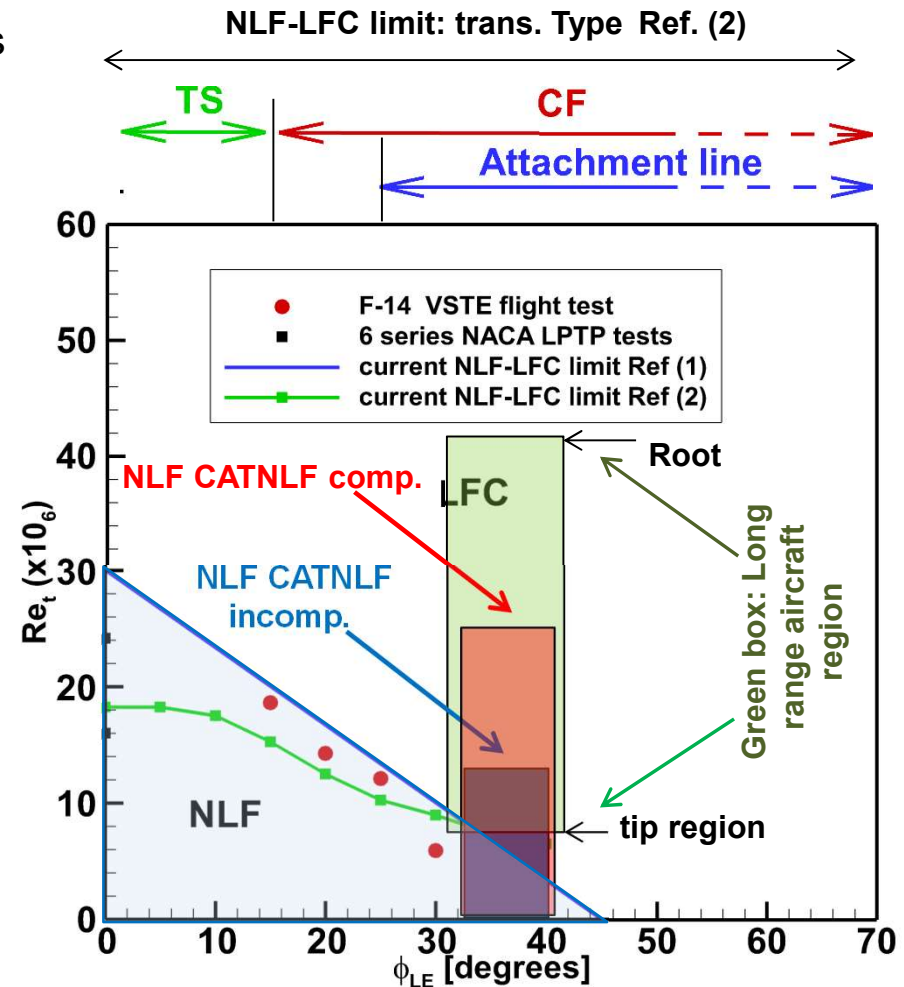 NLF-LFC limit: trans. Type Ref. (2)
s
TS
CF
Attachment line
.
60
50
40
30
20
10
0
Re_t (x10_6)
F-14 VSTE flight test
6 series NACA LPTP tests
current NLF-LFC limit Ref (1)
current NLF-LFC limit Ref (2)
Root
NLF CATNLF comp.
LFC
NLF CATNLF
incomp.
Green box: Long
range aircraft
region
NLF
tip region
0 10 20 30 40 50 60 70
ϕ_LE [degrees]